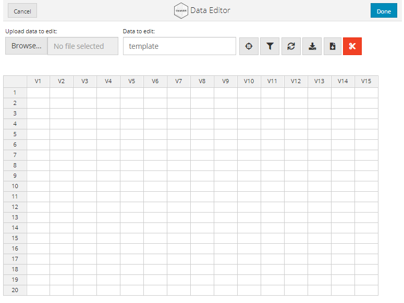 Cancel
Data Editor
Done
Upload data to edit:
Data to edit:
Browse...
No file selected
template
V1 V2 V3 V4 V5 V6 V7 V8 V9 V10 V11 V12 V13 V14 V15
1
2
3
4
5
6
7
8
9
10
11
12
13
14
15
16
17
18
19
20